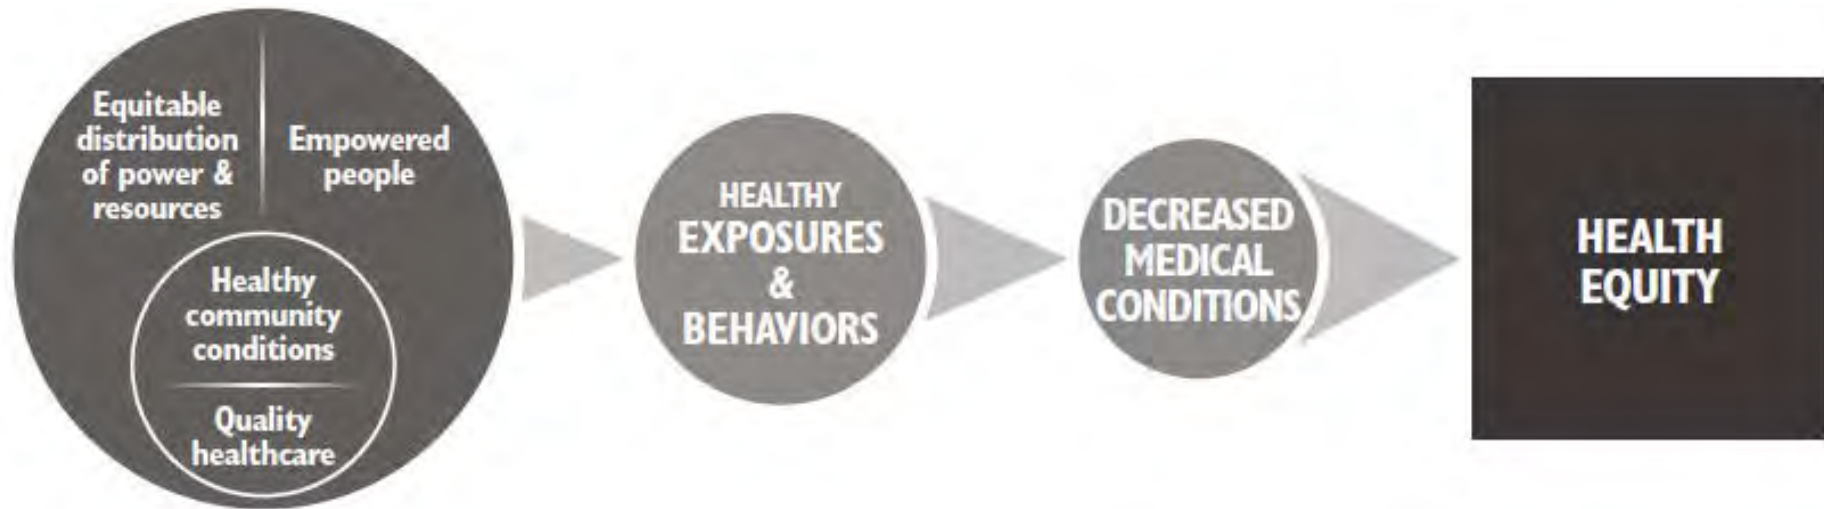 Equitable
distribution
of power &
resources
Empowered
people
Healthy
community
conditions
Quality
healthcare
HEALTHY
EXPOSURES
&
BEHAVIORS
DECREASED
MEDICAL
CONDITIONS
HEALTH
EQUITY